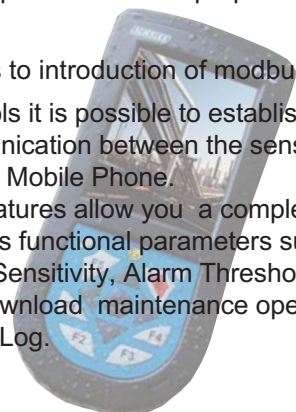 s to introduction of modbu
ols it is possible to establis
nication between the sens
Mobile Phone.
atures allow you a comple
s functional parameters su
Sensitivity, Alarm Thresho
wnload maintenance ope
Log.
F2
F3
F4